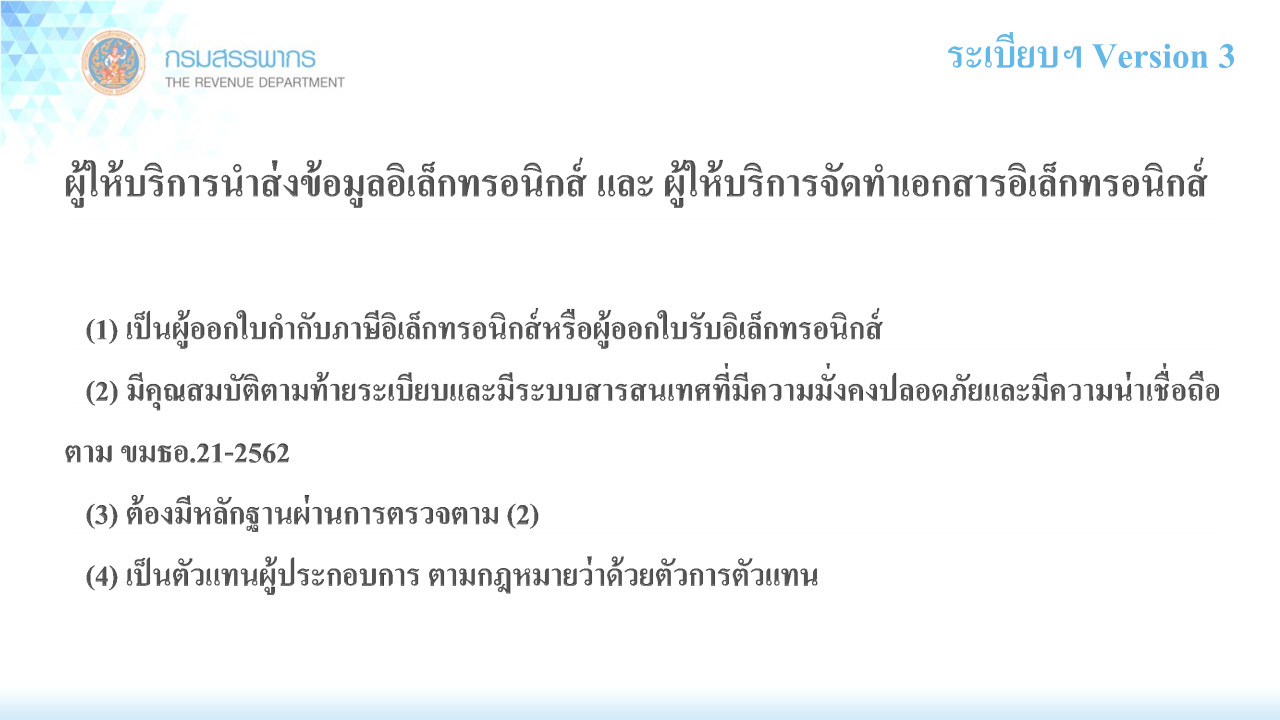 กรมสรรพากร
THE REVENUE DEPARTMENT
ระเบียบฯ Version 3
ผู้ให้บริการนำส่งข้อมูลอิเล็กทรอนิกส์ และ ผู้ให้บริการจัดทำเอกสารอิเล็กทรอนิกส์
(1) เป็นผู้ออกใบกำกับภาษีอิเล็กทรอนิกส์หรือผู้ออกใบรับอิเล็กทรอนิกส์
(2) มีคุณสมบัติตามท้ายระเบียบและมีระบบสารสนเทศที่มีความมั่งคงปลอดภัยและมีความน่าเชื่อถือ
ตาม ขมธอ.21-2562
(3) ต้องมีหลักฐานผ่านการตรวจตาม (2)
(4) เป็นตัวแทนผู้ประกอบการ ตามกฎหมายว่าด้วยตัวการตัวแทน